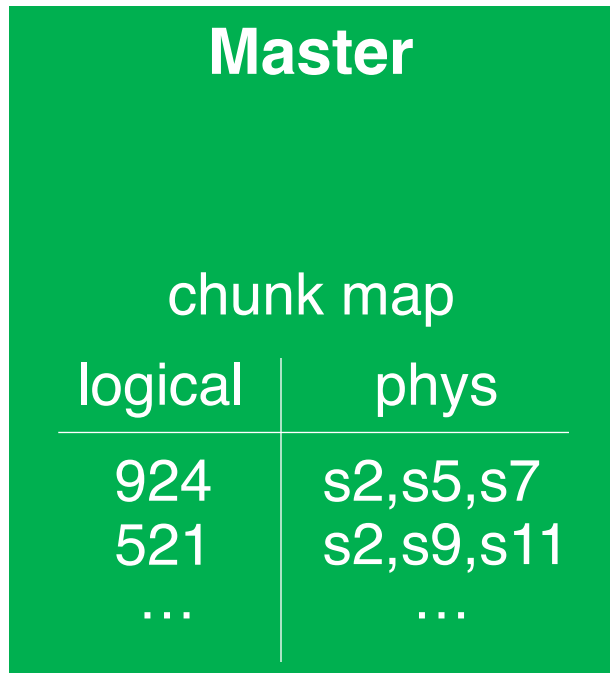 Master
chunk map
logical phys
924 s2,s5,s7
521 s2,s9,s11
... ...